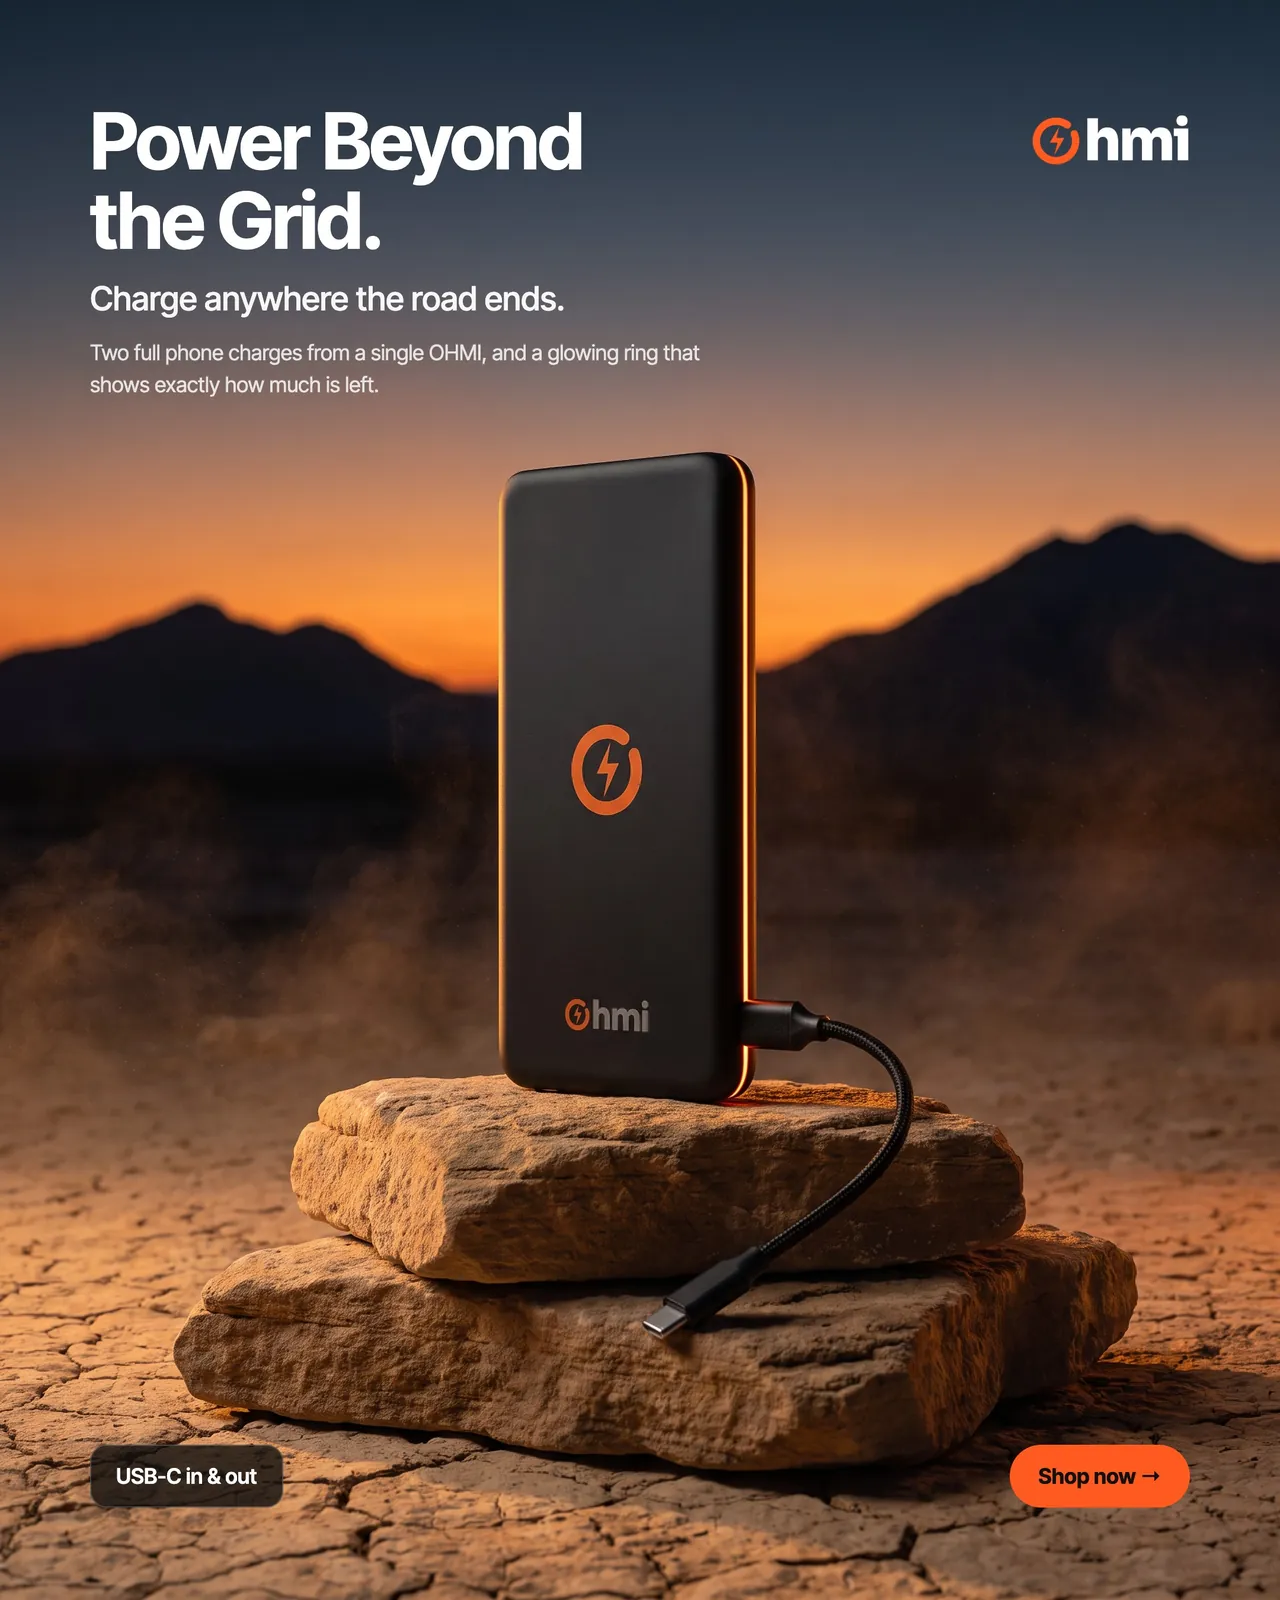 Power Beyond
the Grid.
Ohmi
Charge anywhere the road ends.
Two full phone charges from a single OHMI, and a glowing ring that
shows exactly how much is left.
Ohmi
USB-C in & out
Shop now →